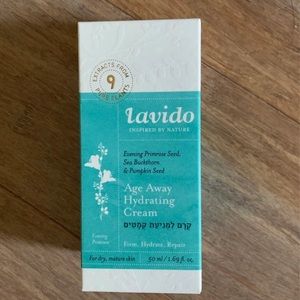 EXTRACTS FROM
9
PURE PLANTS
lavido
INSPIRED BY NATURE
Evening Primrose Seed,
Sea Buckthorn
& Pumpkin Seed
Age Away
Hydrating
Cream
קרם למניעת קמטים
Firm, Hydrate, Repair
Evening
Primrose
For dry, mature skin
50 ml / 1.69 fl. oz.